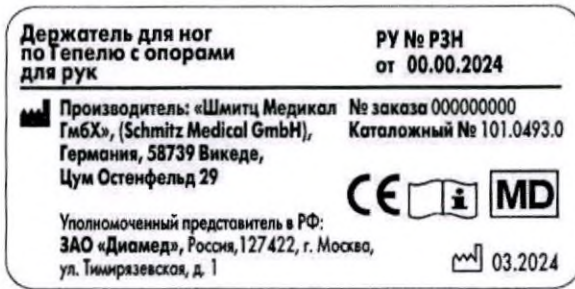 Держатель для ног
по Гепелю с опорами
для рук
РУ № РЗН
от 00.00.2024
Производитель: «Шмитц Медикал
ГмбХ», (Schmitz Medical GmbH),
Германия, 58739 Викеде,
Цум Остенфельд 29
№ заказа 000000000
Каталожный № 101.0493.0
CE
i
MD
Уполномоченный представитель в РФ:
ЗАО «Диамед», Россия,127422, г. Москва,
ул. Тимирязевская, д. 1
03.2024